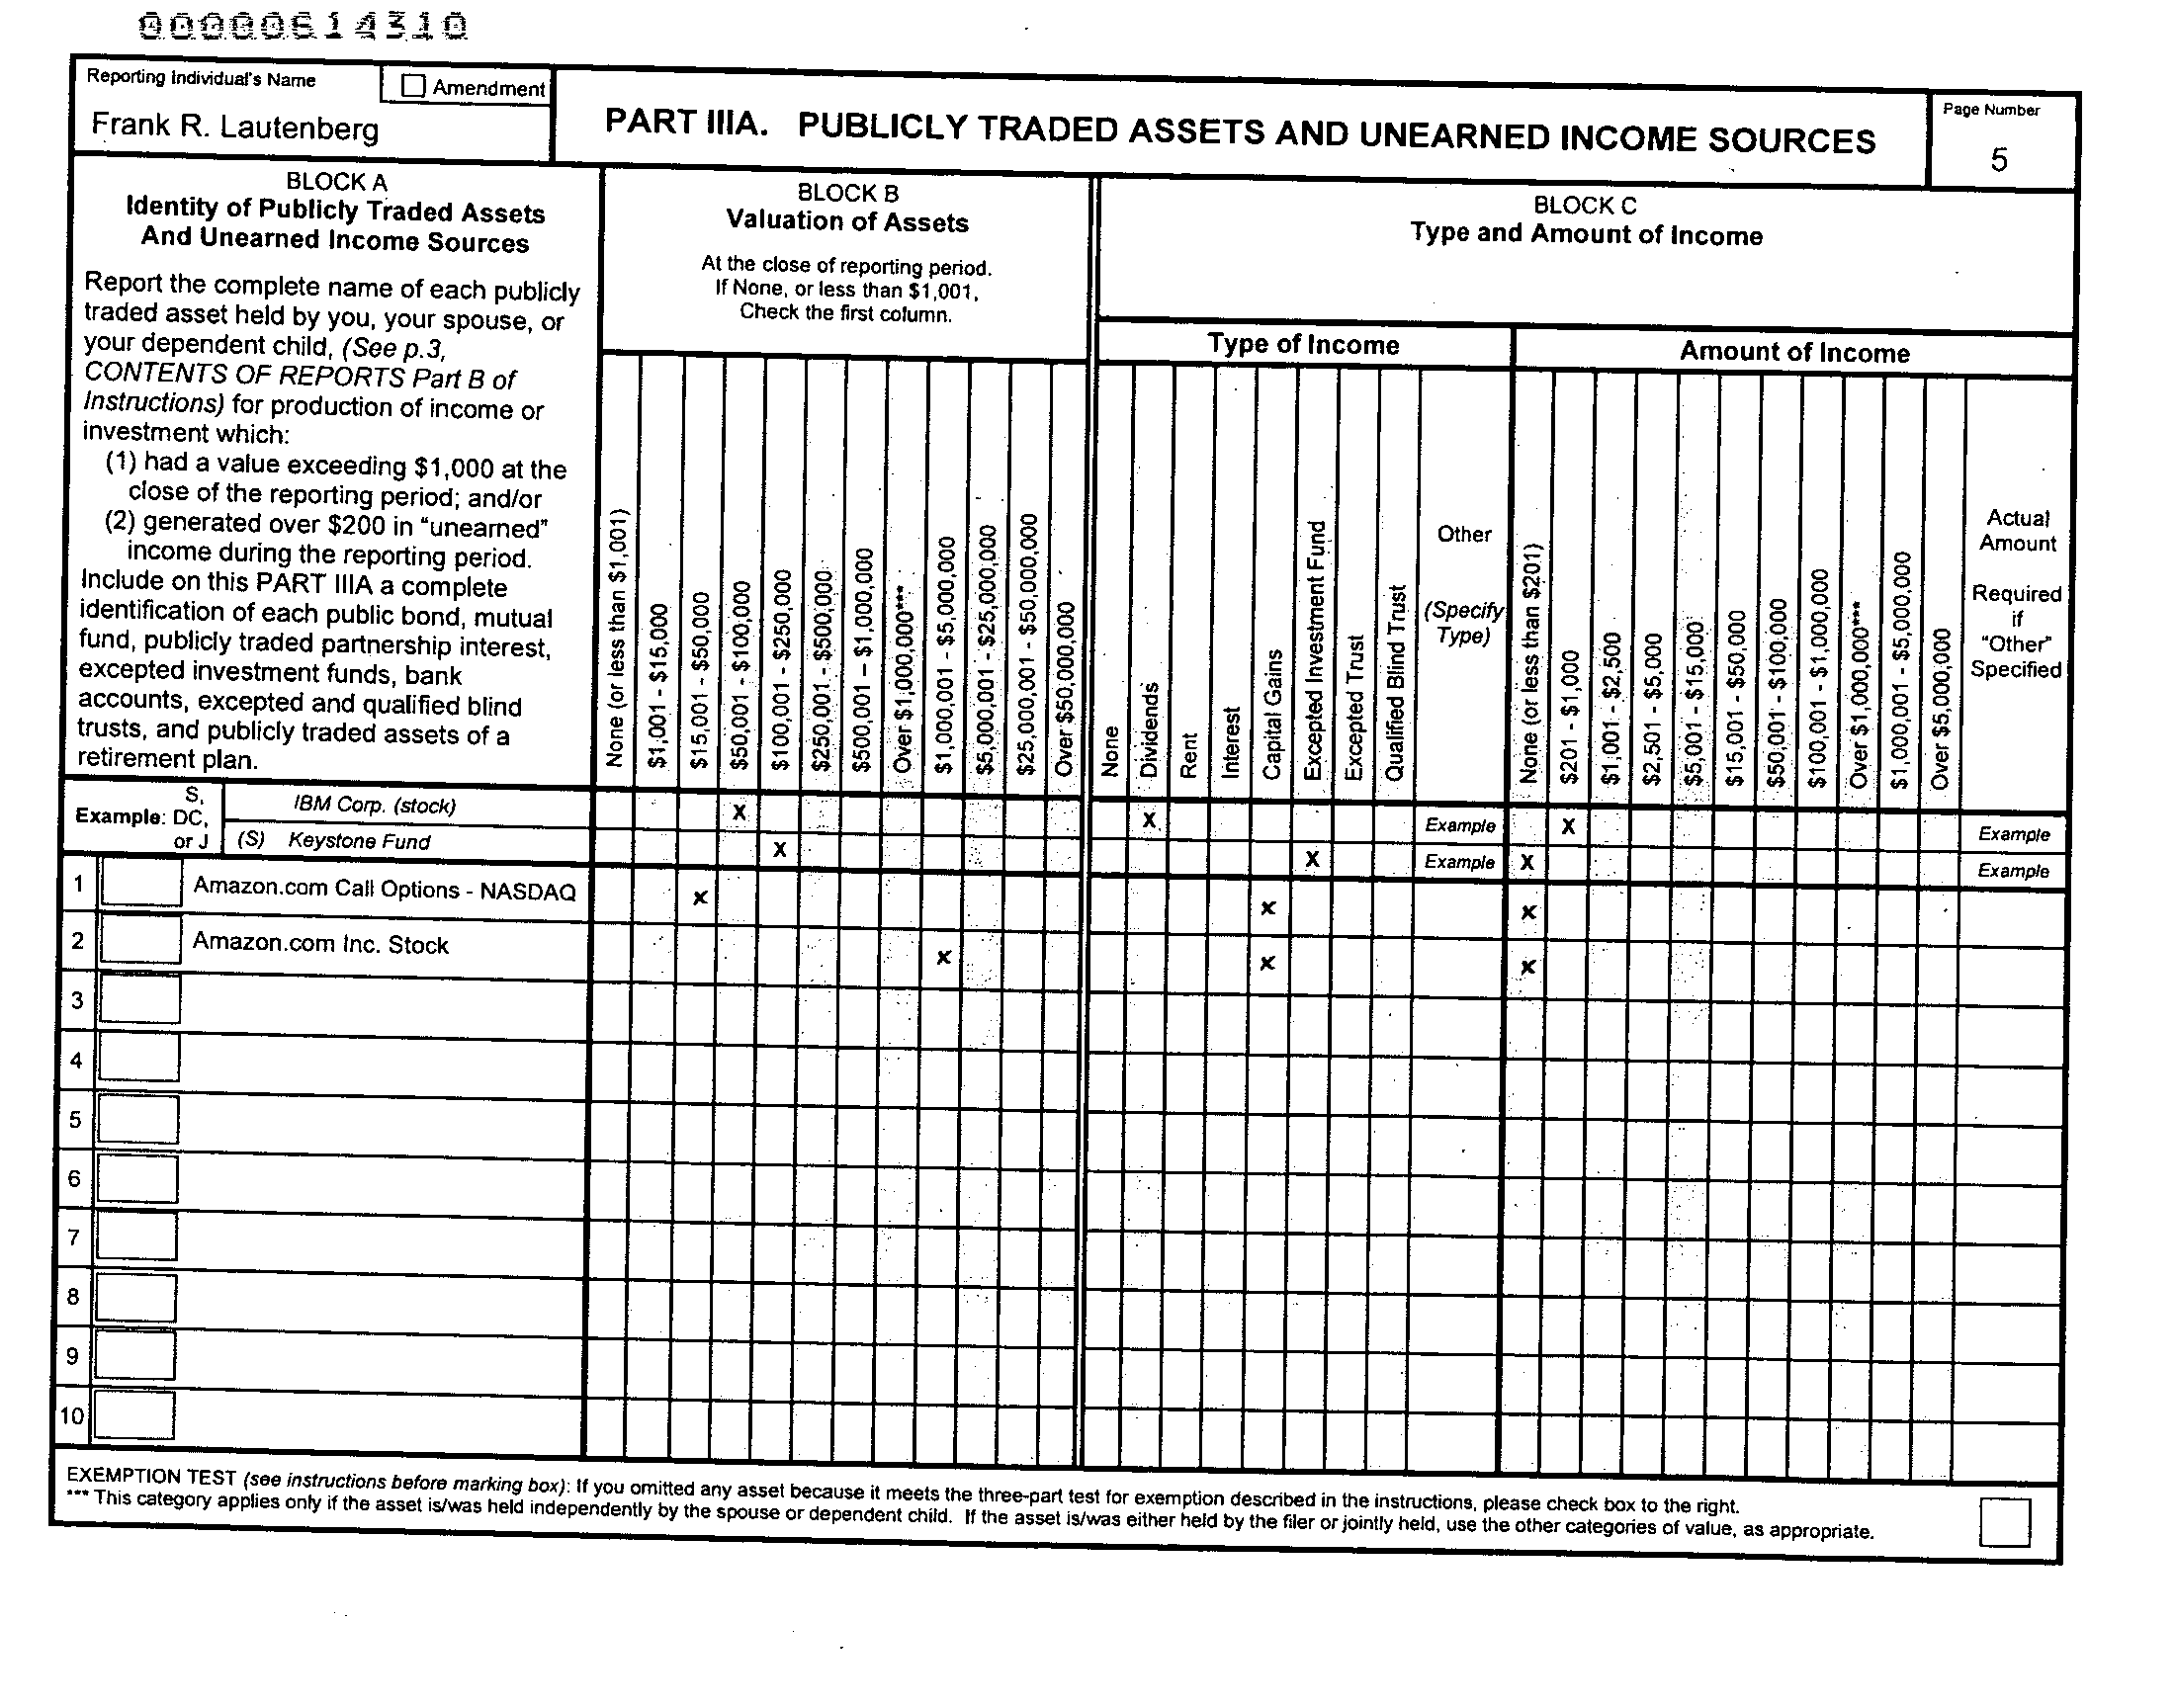 00000614310
Reporting Individual's Name
Amendment
Frank R. Lautenberg
PART IIIA. PUBLICLY TRADED ASSETS AND UNEARNED INCOME SOURCES
Page Number
5
BLOCK A
Identity of Publicly Traded Assets
And Unearned Income Sources
Report the complete name of each publicly
traded asset held by you, your spouse, or
your dependent child, (See p.3,
CONTENTS OF REPORTS Part B of
Instructions) for production of income or
investment which:
(1) had a value exceeding $1,000 at the
close of the reporting period; and/or
(2) generated over $200 in "unearned"
income during the reporting period.
Include on this PART IIIA a complete
identification of each public bond, mutual
fund, publicly traded partnership interest,
excepted investment funds, bank
accounts, excepted and qualified blind
trusts, and publicly traded assets of a
retirement plan.
BLOCK B
Valuation of Assets
At the close of reporting period.
If None, or less than $1,001,
Check the first column.
None (or less than $1,001)
$1,001 - $15,000
$15,001 - $50,000
$50,001 - $100,000
$100,001 - $250,000
$250,001 - $500,000
$500,001 – $1,000,000
Over $1,000,000***
$1,000,001 - $5,000,000
$5,000,001 - $25,000,000
$25,000,001 - $50,000,000
Over $50,000,000
BLOCK C
Type and Amount of Income
Type of Income
None
Dividends
Rent
Interest
Capital Gains
Excepted Investment Fund
Excepted Trust
Qualified Blind Trust
Other
(Specify
Type)
Amount of Income
None (or less than $201)
$201 - $1,000
$1,001 - $2,500
$2,501 - $5,000
$5,001 - $15,000
$15,001 - $50,000
$50,001 - $100,000
$100,001 - $1,000,000
Over $1,000,000***
$1,000,001 - $5,000,000
Over $5,000,000
Actual
Amount
Required
if
"Other"
Specified
Example: S, DC, or J
IBM Corp. (stock) X X Example X Example
(S) Keystone Fund X X Example X Example
1 Amazon.com Call Options - NASDAQ x x x
2 Amazon.com Inc. Stock x x x
3
4
5
6
7
8
9
10
EXEMPTION TEST (see instructions before marking box): If you omitted any asset because it meets the three-part test for exemption described in the instructions, please check box to the right.
*** This category applies only if the asset is/was held independently by the spouse or dependent child. If the asset is/was either held by the filer or jointly held, use the other categories of value, as appropriate.